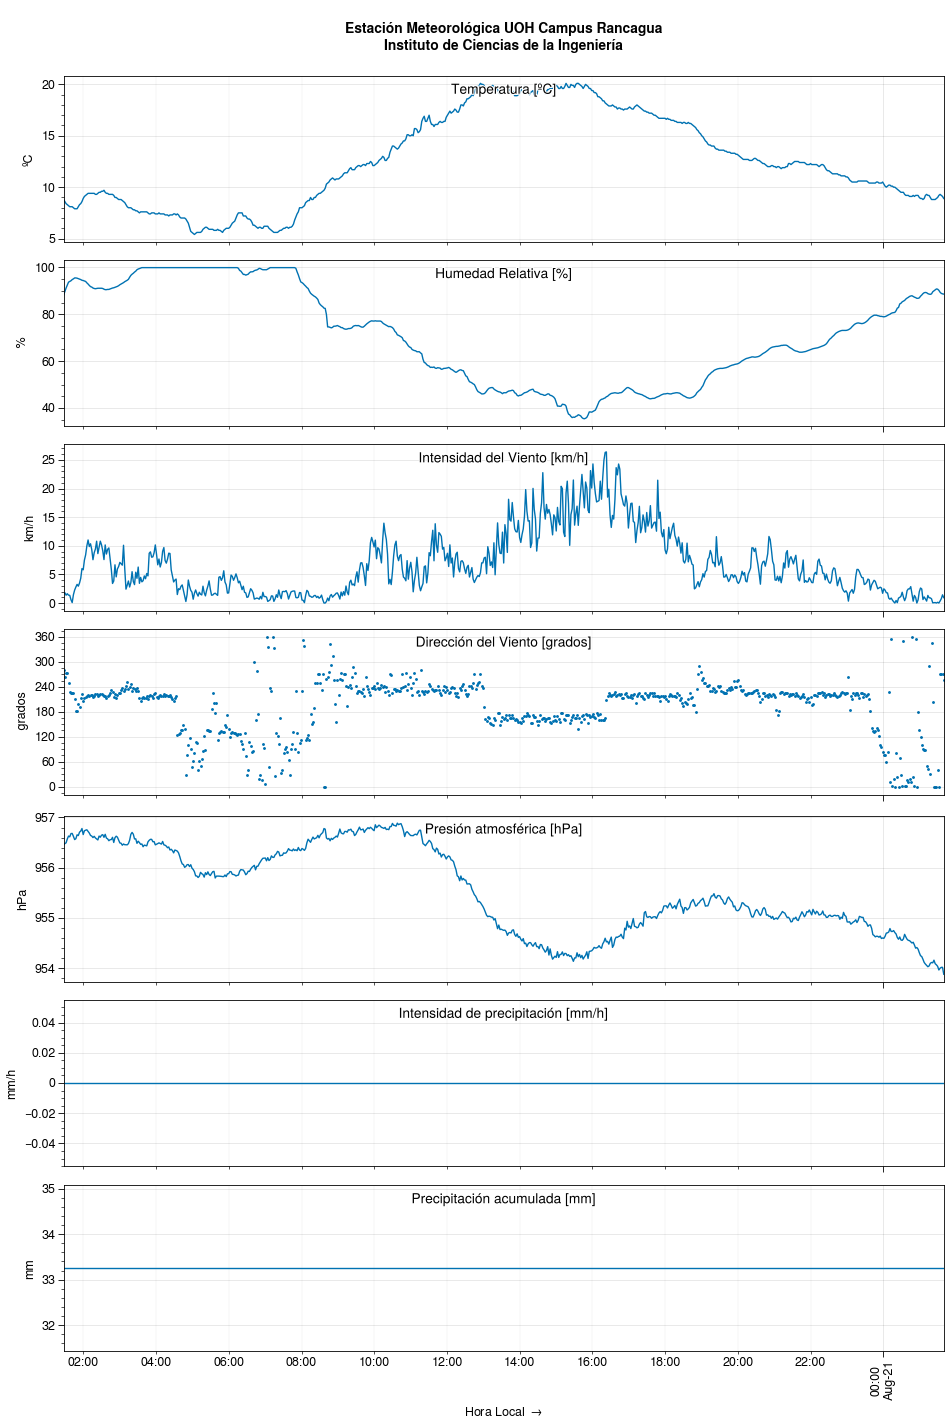 Estación Meteorológica UOH Campus Rancagua
Instituto de Ciencias de la Ingeniería
Temperatura [ºC]
20
15
10
5
ºC
Humedad Relativa [%]
100
80
60
40
%
Intensidad del Viento [km/h]
25
20
15
10
5
0
km/h
Dirección del Viento [grados]
360
300
240
180
120
60
0
grados
Presión atmosférica [hPa]
957
956
955
954
hPa
Intensidad de precipitación [mm/h]
0.04
0.02
0
−0.02
−0.04
mm/h
Precipitación acumulada [mm]
35
34
33
32
mm
02:00 04:00 06:00 08:00 10:00 12:00 14:00 16:00 18:00 20:00 22:00 00:00
Aug-21
Hora Local →